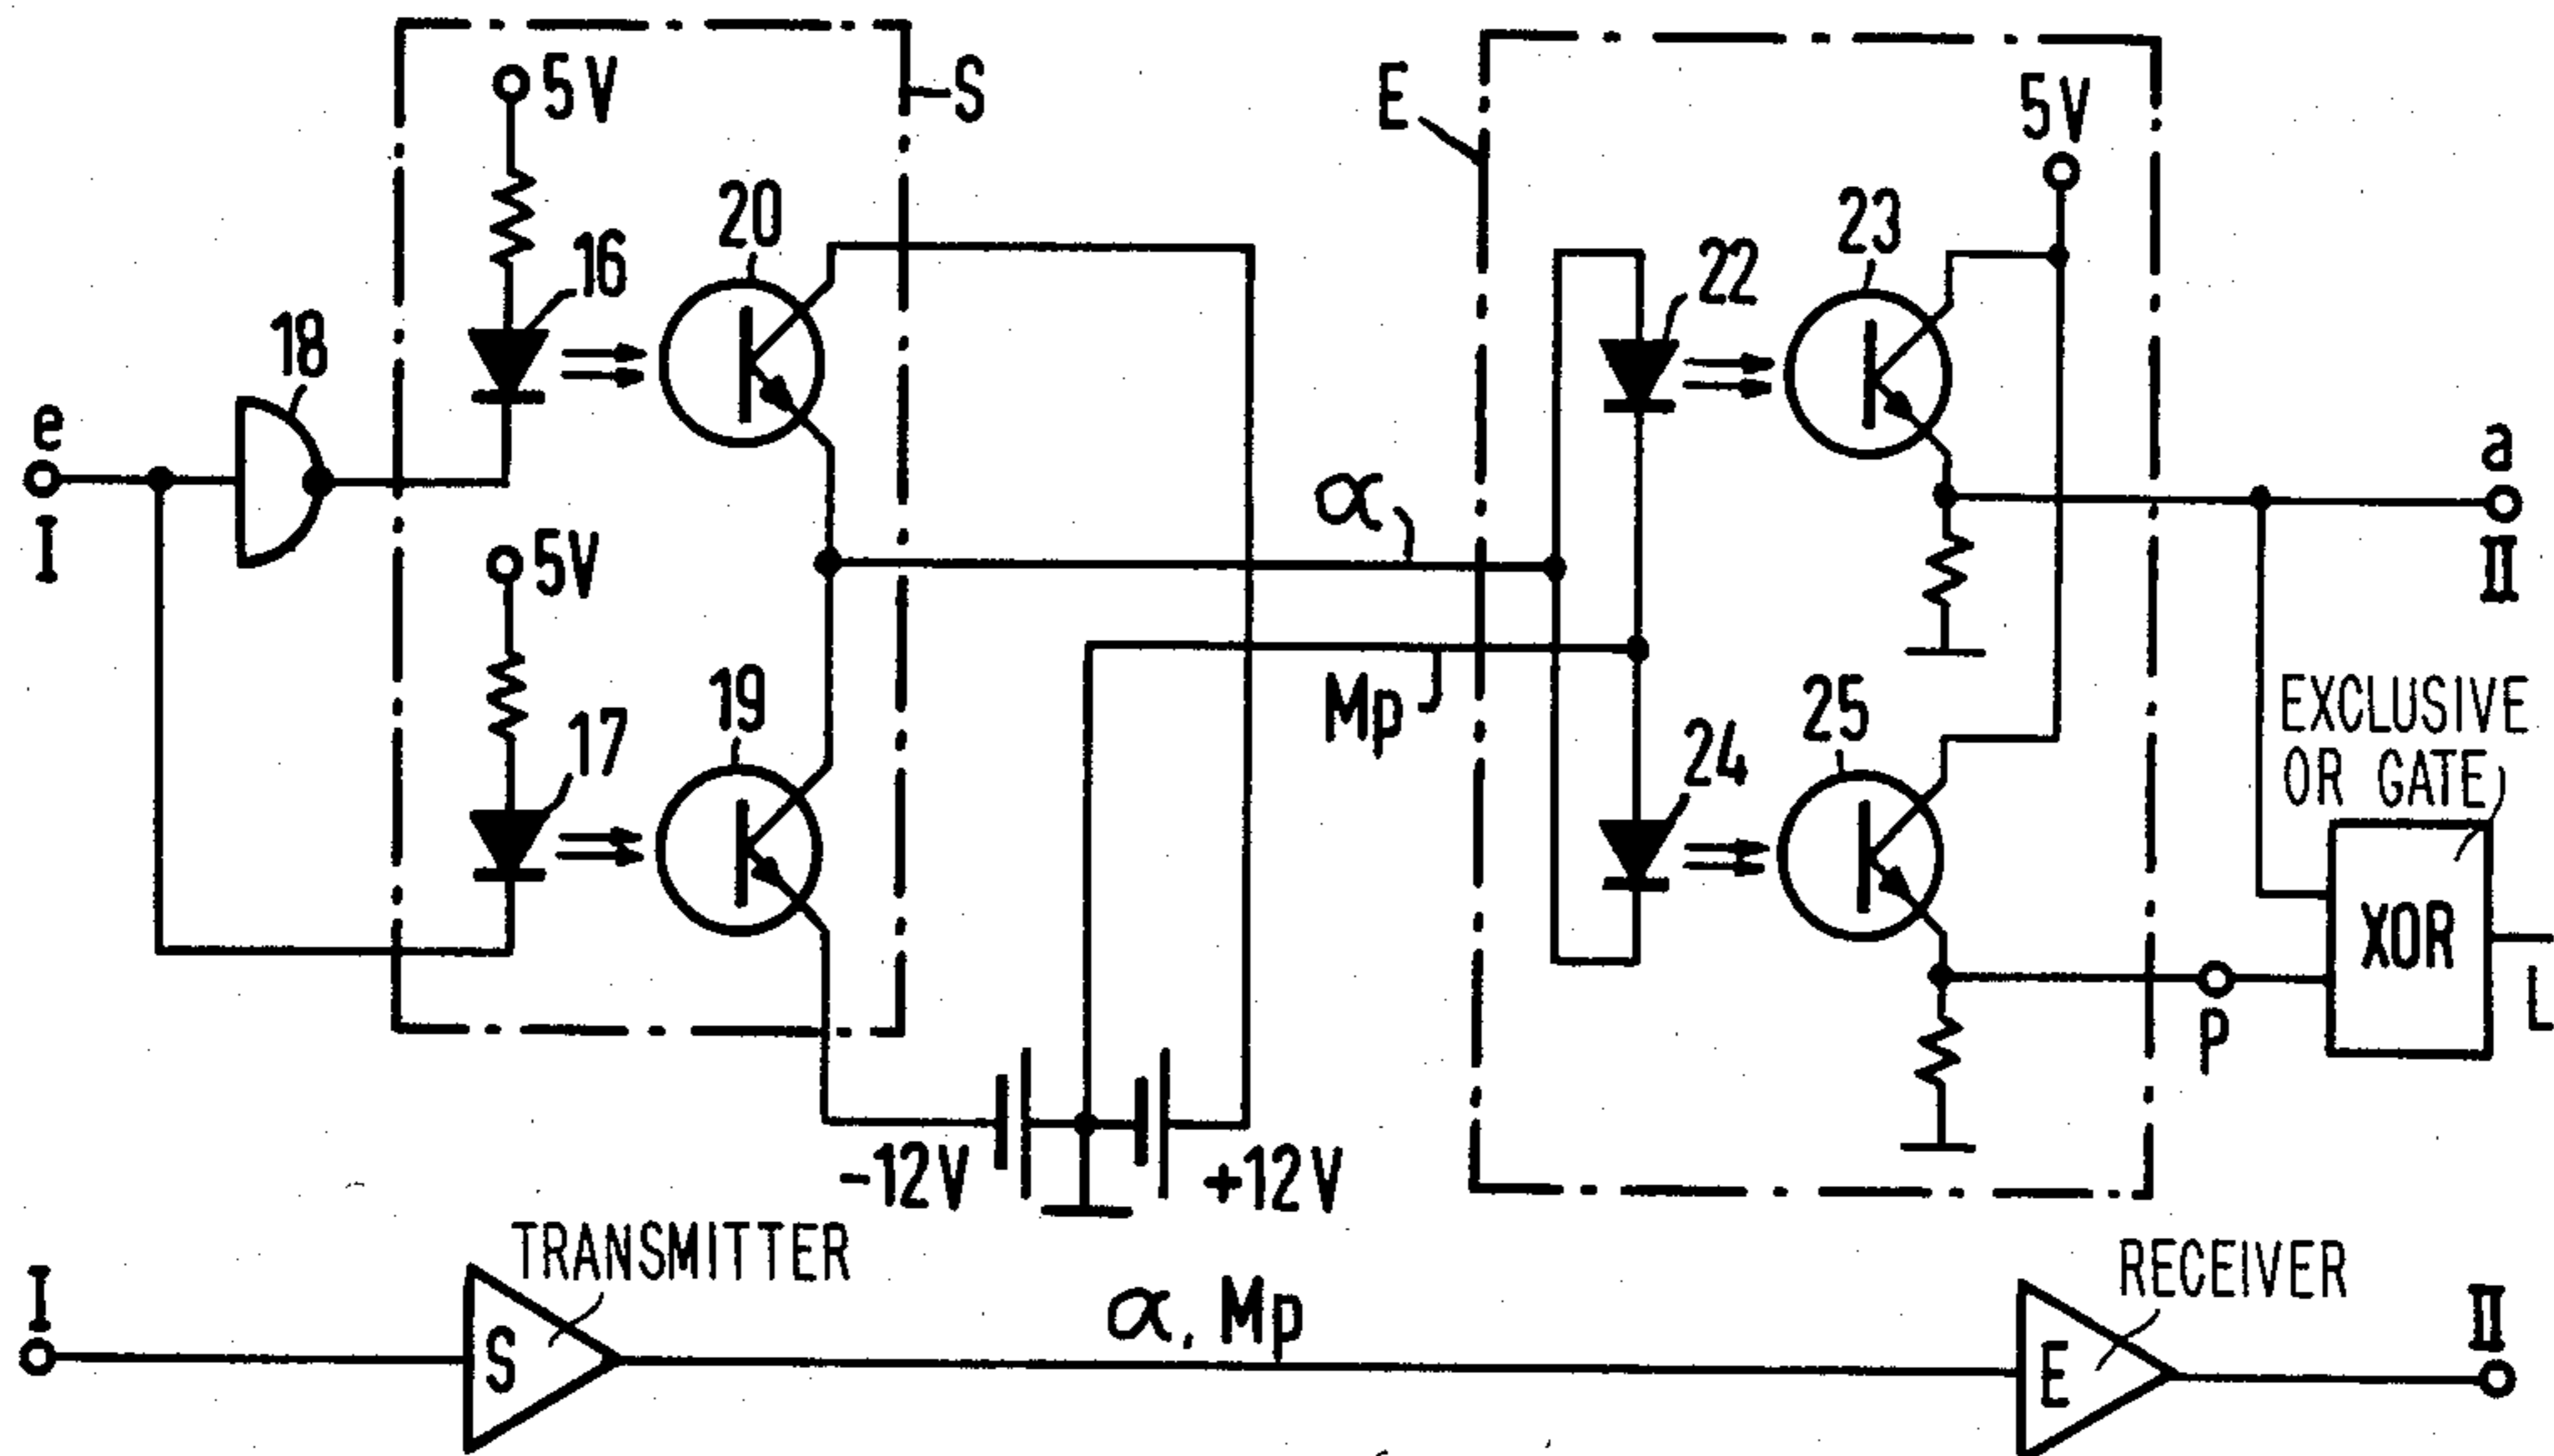 5V
S
E
5V
20
23
16
22
18
e
a
I
α
II
5V
19
Mp
25
EXCLUSIVE
OR GATE
17
24
XOR
P
L
-12V
+12V
TRANSMITTER
RECEIVER
I
α, Mp
II
S
E